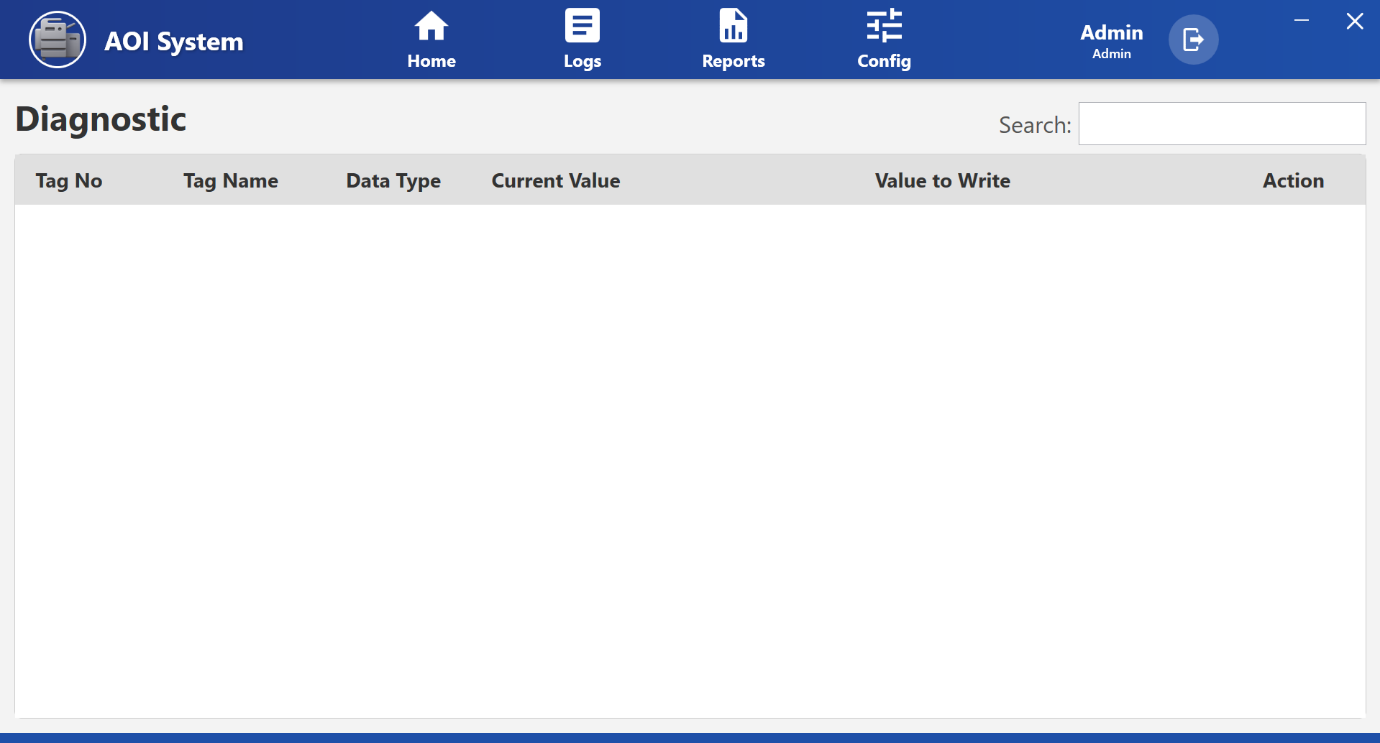 AOI System
Home
Logs
Reports
Config
Admin
Admin
Diagnostic
Search:
Tag No
Tag Name
Data Type
Current Value
Value to Write
Action